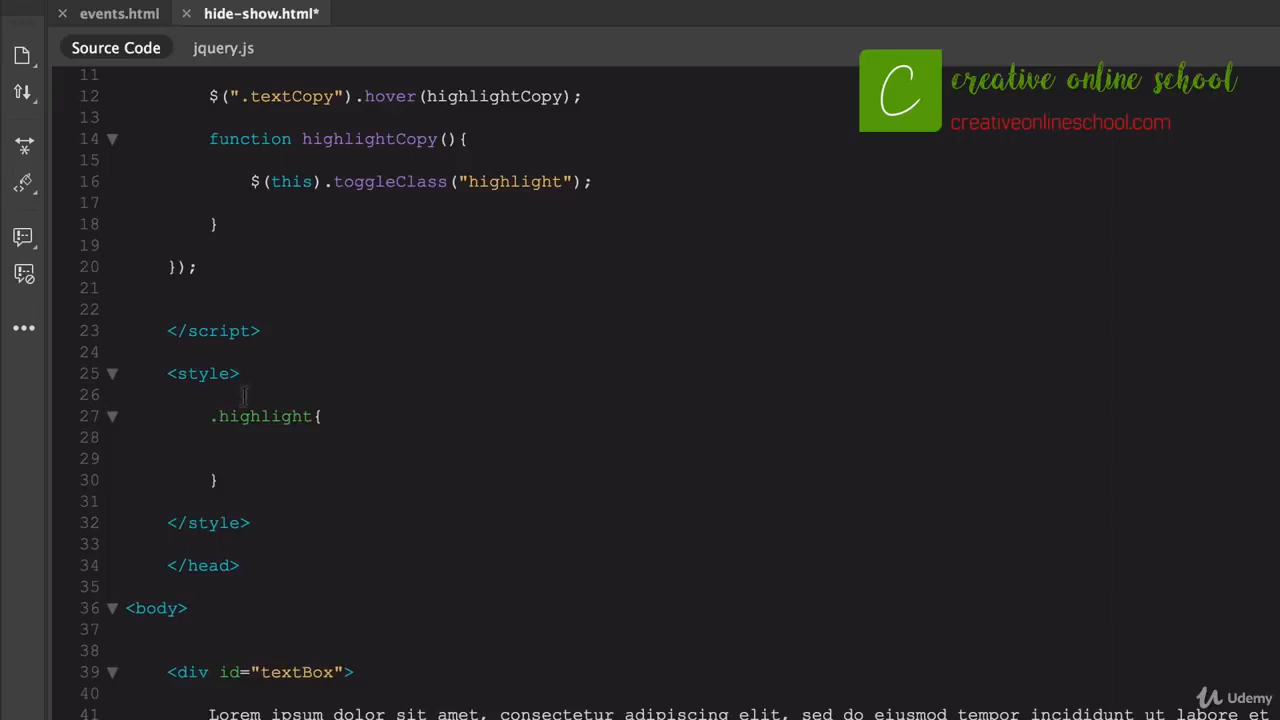 events.html
hide-show.html*
Source Code
jquery.js
C
creative online school
creativeonlineschool.com
11
12 $(".textCopy").hover(highlightCopy);
13
14 function highlightCopy(){
15
16 $(this).toggleClass("highlight");
17
18 }
19
20 });
21
22
23 </script>
24
25 <style>
26
27 .highlight{
28
29
30 }
31
32 </style>
33
34 </head>
35
36 <body>
37
38
39 <div id="textBox">
40
41 Lorem ipsum dolor sit amet, consectetur adipiscing elit, sed do eiusmod tempor incididunt ut labore et
Udemy